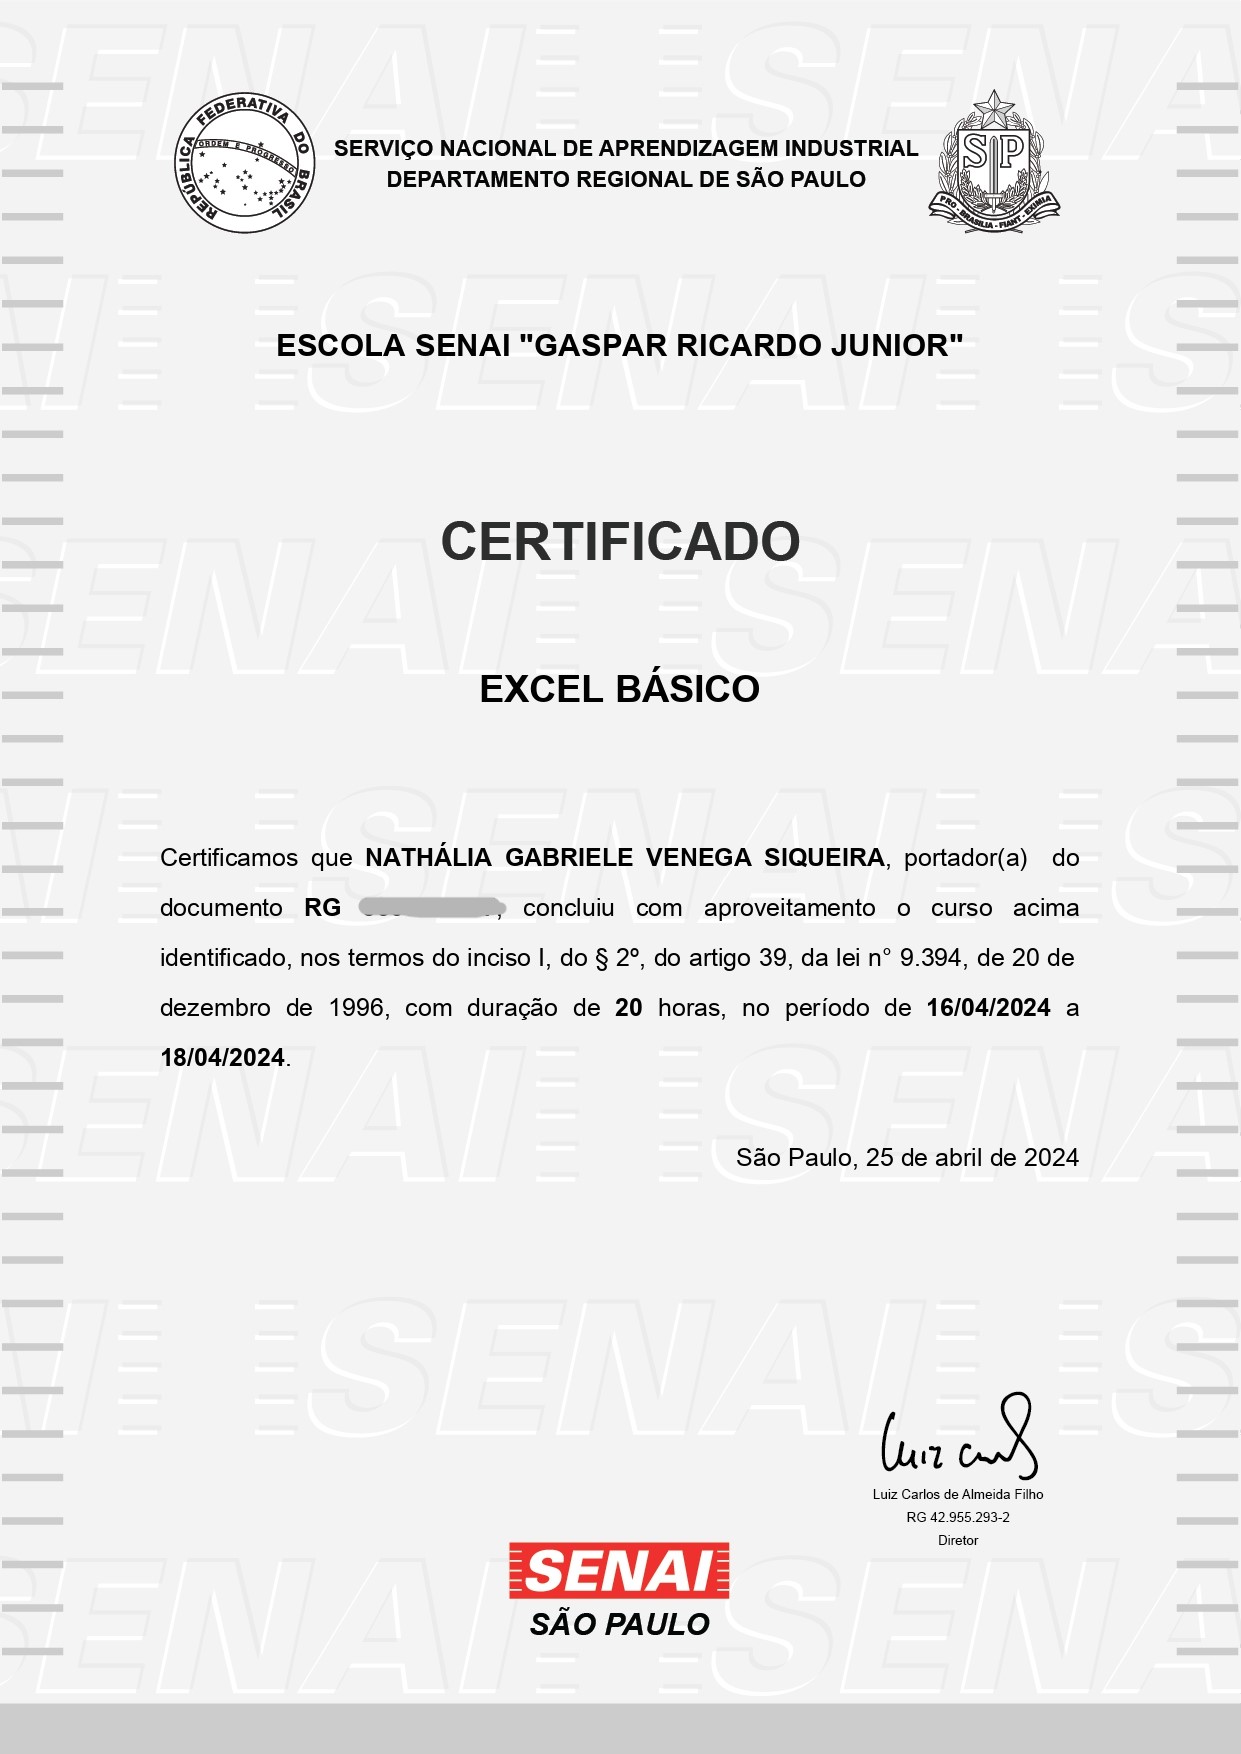 REPÚBLICA FEDERATIVA DO BRASIL
ORDEM E PROGRESSO
SERVIÇO NACIONAL DE APRENDIZAGEM INDUSTRIAL
DEPARTAMENTO REGIONAL DE SÃO PAULO
SP
PRO - BRASILIA - FIANT - EXIMIA
ESCOLA SENAI "GASPAR RICARDO JUNIOR"
CERTIFICADO
EXCEL BÁSICO
Certificamos que NATHÁLIA GABRIELE VENEGA SIQUEIRA, portador(a) do
documento RG , concluiu com aproveitamento o curso acima
identificado, nos termos do inciso I, do § 2º, do artigo 39, da lei n° 9.394, de 20 de
dezembro de 1996, com duração de 20 horas, no período de 16/04/2024 a
18/04/2024.
São Paulo, 25 de abril de 2024
Luiz Carlos de Almeida Filho
RG 42.955.293-2
Diretor
SENAI
SÃO PAULO